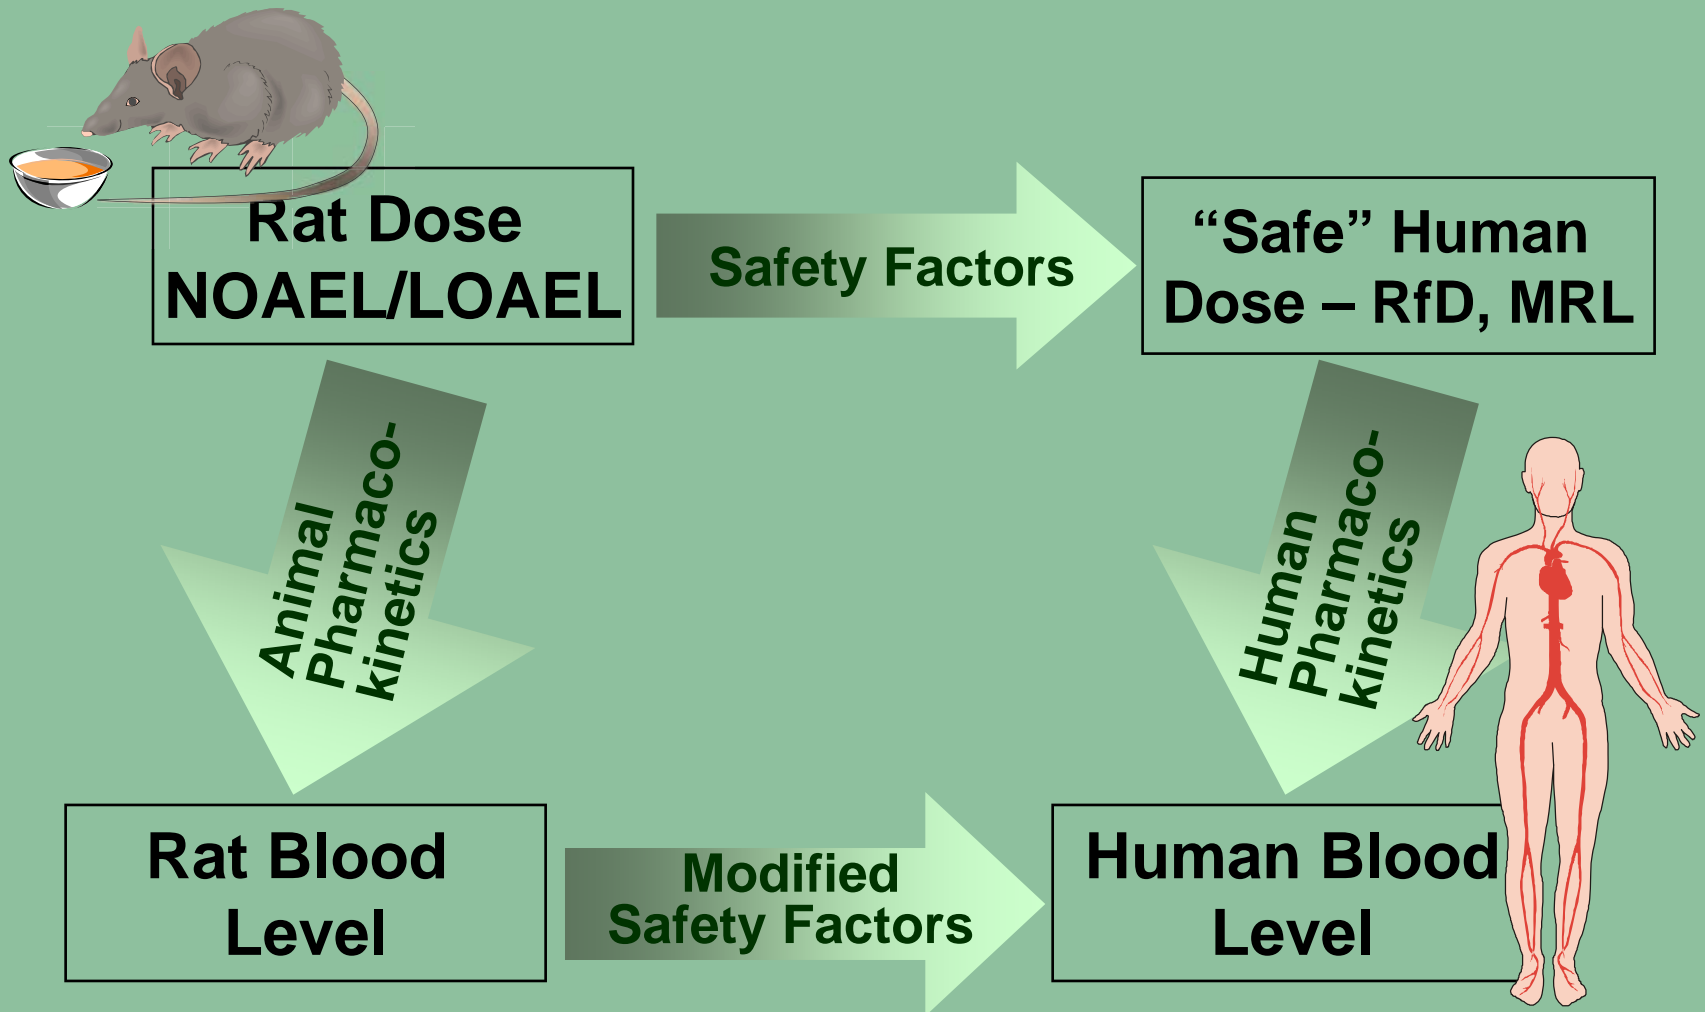 Rat Dose
NOAEL/LOAEL
Safety Factors
“Safe” Human
Dose – RfD, MRL
Animal
Pharmaco-
kinetics
Human
Pharmaco-
kinetics
Rat Blood
Level
Modified
Safety Factors
Human Blood
Level